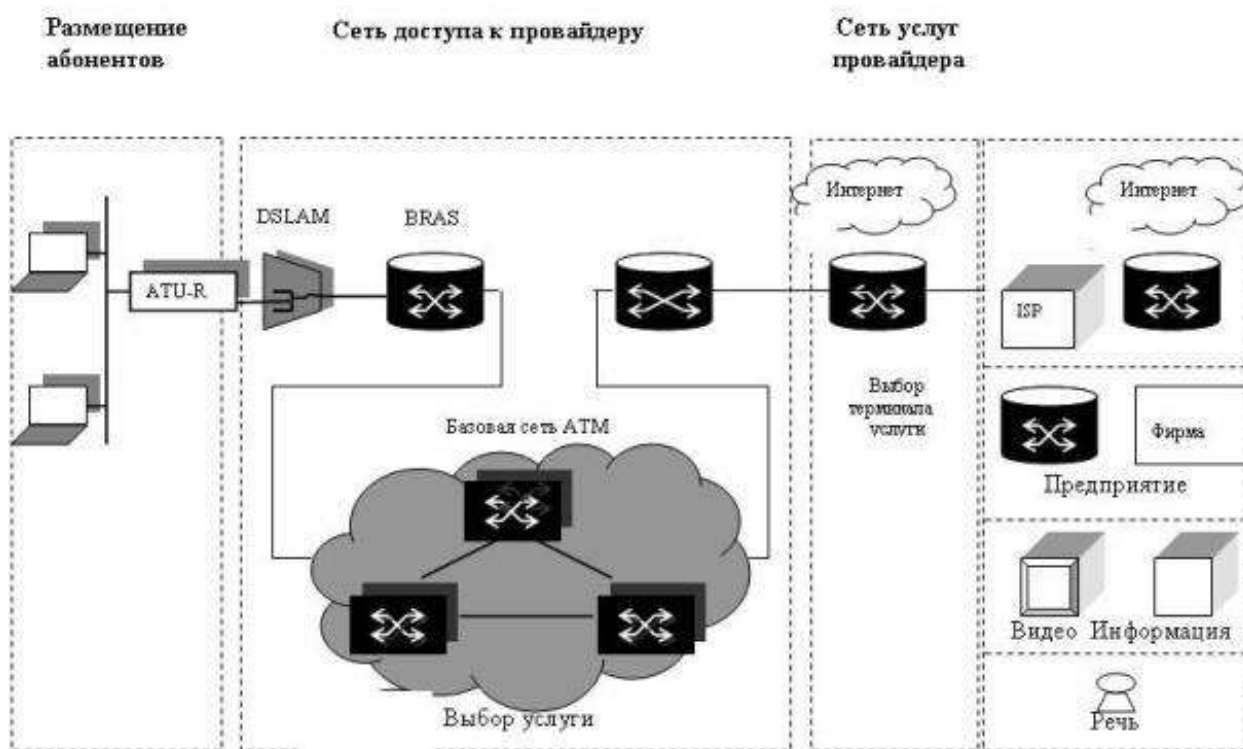 Размещение
абонентов
Сеть доступа к провайдеру
Сеть услуг
провайдера
DSLAM
BRAS
ATU-R
Интернет
Интернет
ISP
Выбор
терминала
услуги
Фирма
Предприятие
Базовая сеть ATM
Видео Информация
Выбор услуги
Речь